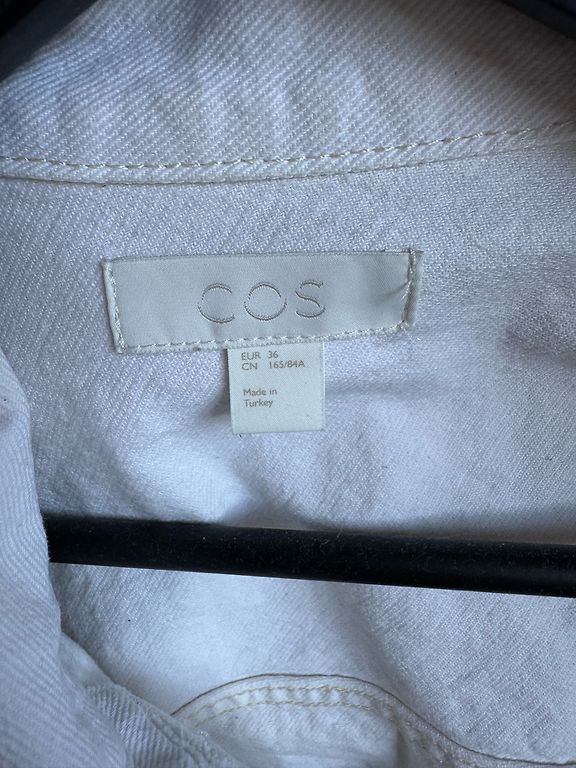 COS
EUR 36
CN 165/84A
Made in
Turkey